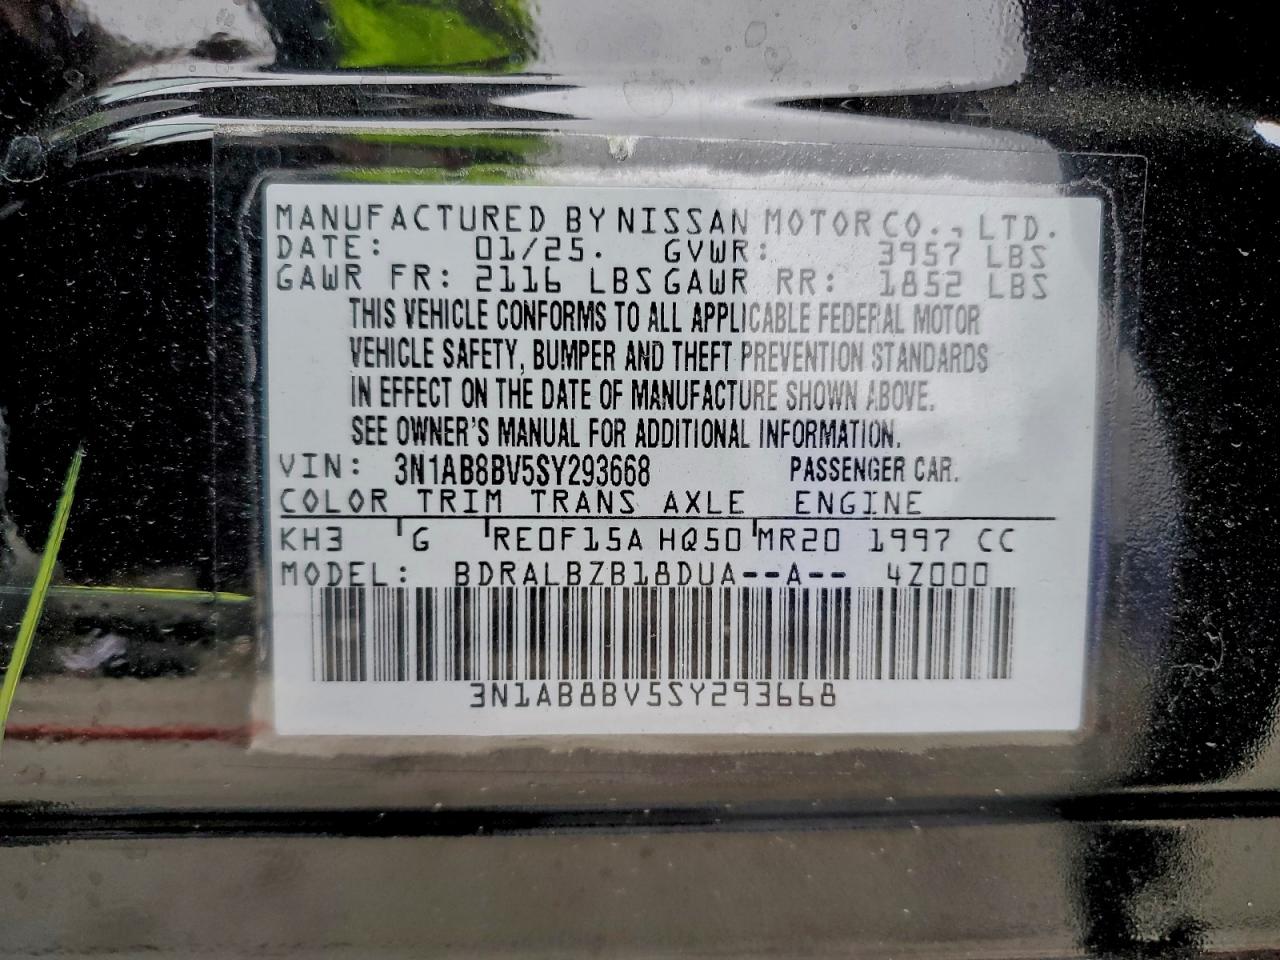 MANUFACTURED BY NISSAN MOTOR CO., LTD.
DATE: 01/25. GVWR: 3957 LBS
GAWR FR: 2116 LBS GAWR RR: 1852 LBS
THIS VEHICLE CONFORMS TO ALL APPLICABLE FEDERAL MOTOR
VEHICLE SAFETY, BUMPER AND THEFT PREVENTION STANDARDS
IN EFFECT ON THE DATE OF MANUFACTURE SHOWN ABOVE.
SEE OWNER'S MANUAL FOR ADDITIONAL INFORMATION.
VIN: 3N1AB8BV5SY293668 PASSENGER CAR.
COLOR TRIM TRANS AXLE ENGINE
KH3 G RE0F15A HQ50 MR20 1997 CC
MODEL: BDRALBZB18DUA--A-- 4Z000
3N1AB8BV5SY293668